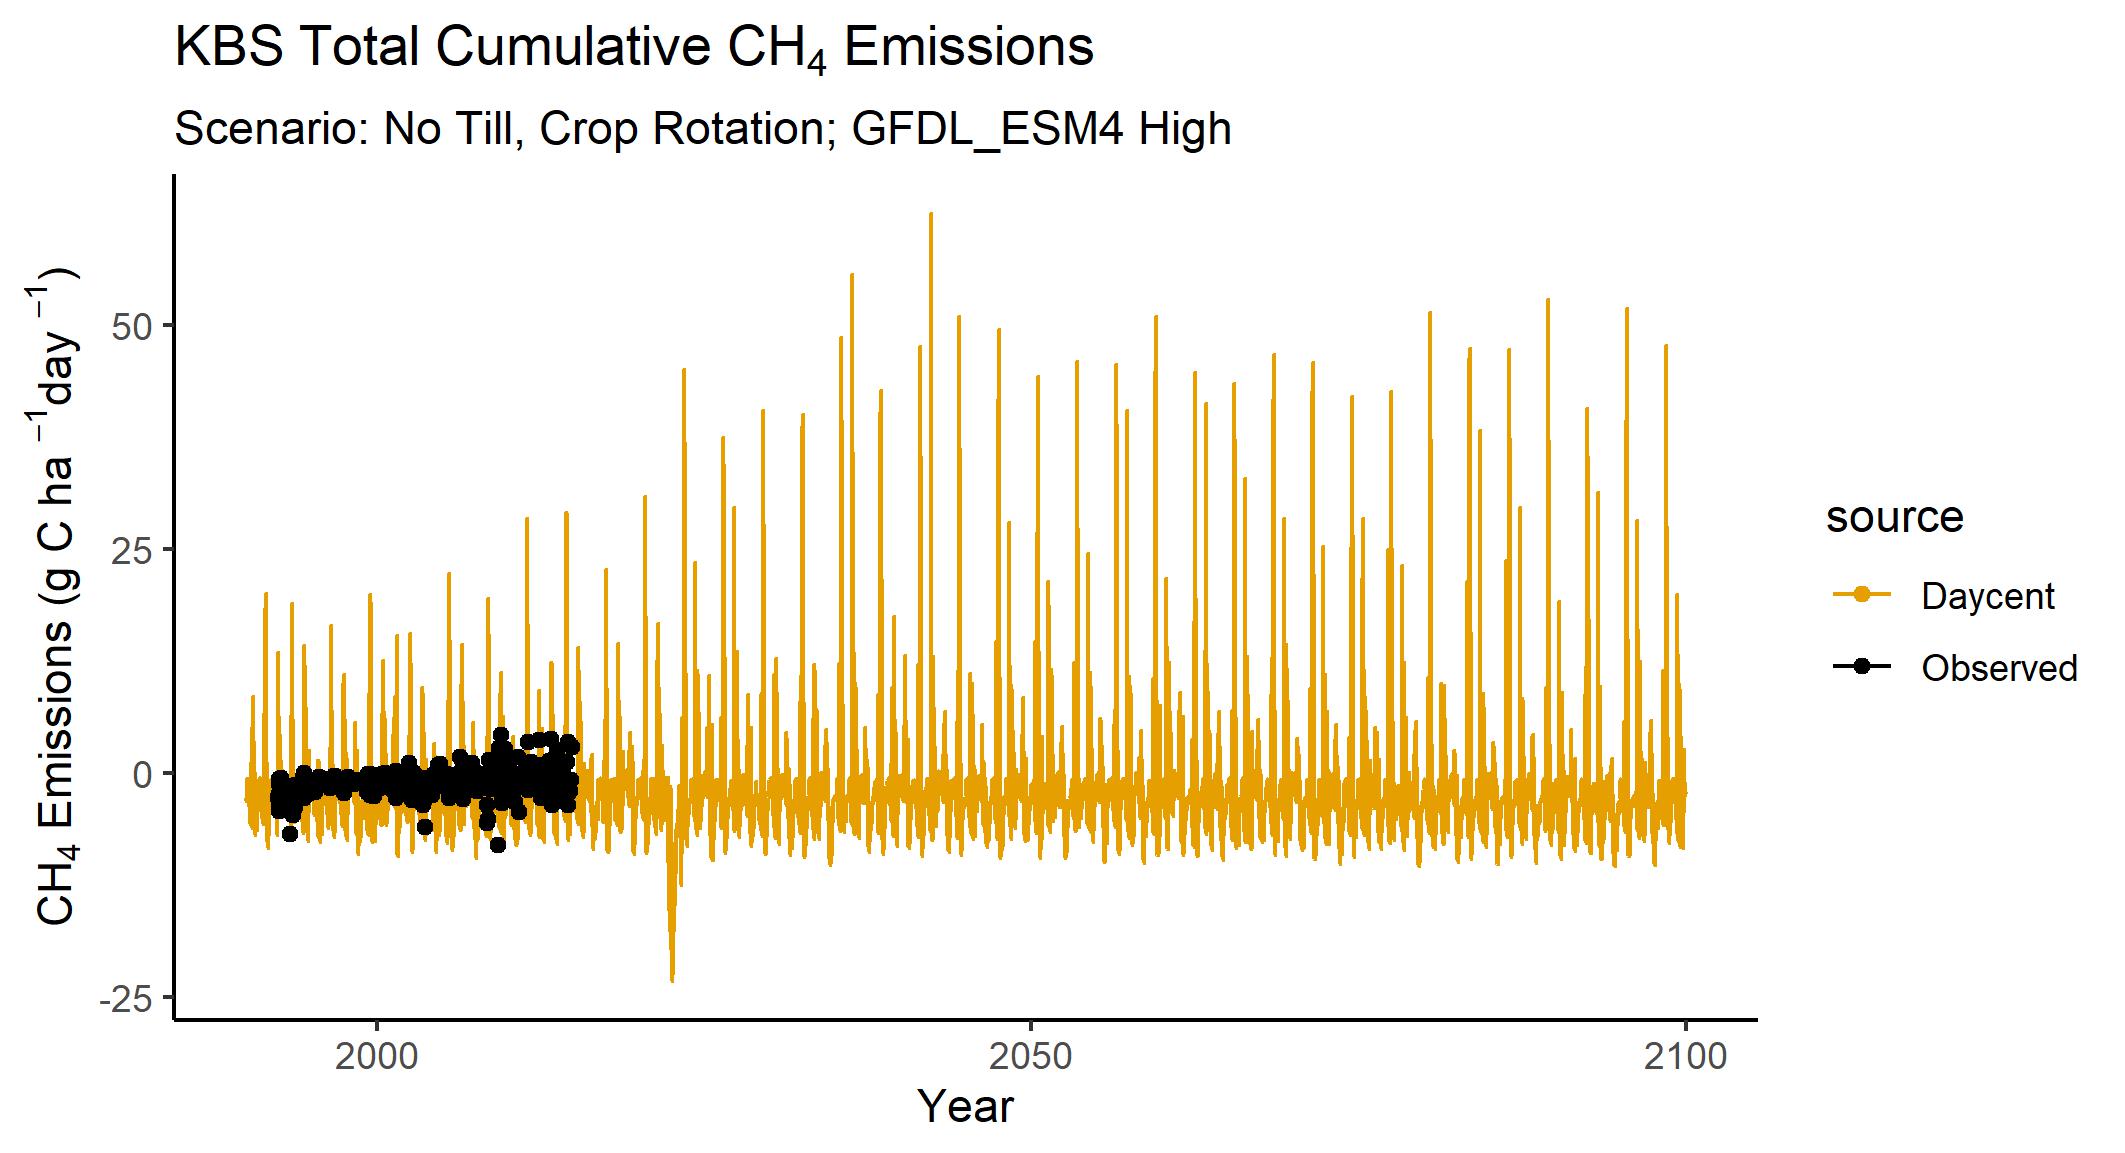 KBS Total Cumulative CH₄ Emissions
Scenario: No Till, Crop Rotation; GFDL_ESM4 High
CH₄ Emissions (g C ha ⁻¹day ⁻¹)
50
25
0
-25
2000
2050
2100
Year
source
Daycent
Observed